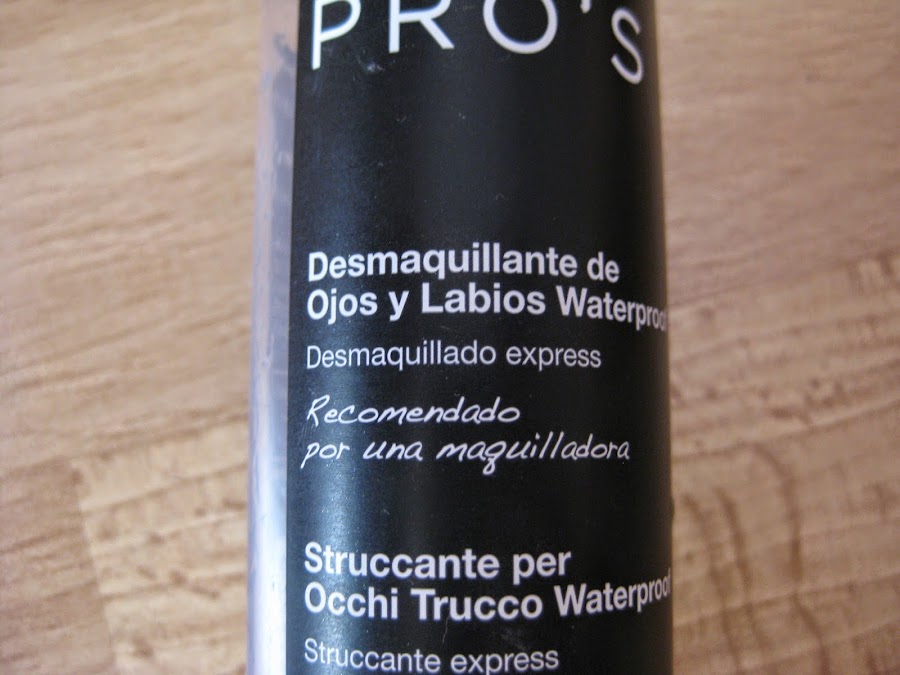 PRO'S
Desmaquillante de
Ojos y Labios Waterproof
Desmaquillado express
Recomendado
por una maquilladora
Struccante per
Occhi Trucco Waterproof
Struccante express